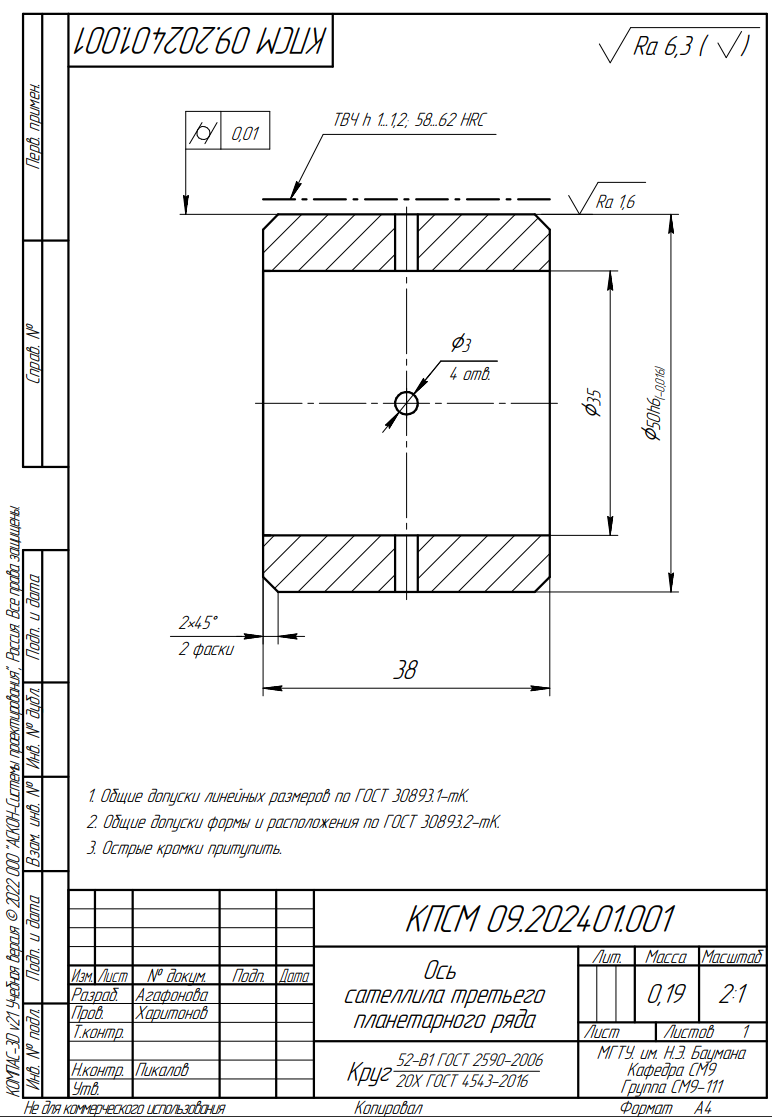 КПСМ 09.202401.001
Ra 6,3 ( )
Перв. примен.
Справ. №
0,01
ТВЧ h 1...1,2; 58...62 HRC
Ra 1,6
⌀3
4 отв.
⌀35
⌀50h6(-0,016)
2×45°
2 фаски
38
1. Общие допуски линейных размеров по ГОСТ 30893.1-mK.
2. Общие допуски формы и расположения по ГОСТ 30893.2-mK.
3. Острые кромки притупить.
КОМПАС-3D v21 Учебная версия © 2022 ООО "АСКОН-Системы проектирования", Россия. Все права защищены.
Подп. и дата
Инв. № дубл.
Взам. инв. №
Подп. и дата
Инв. № подл.
КПСМ 09.202401.001
Изм. Лист № докум. Подп. Дата
Разраб. Агафонова
Пров. Харитонов
Т.контр.
Н.контр. Пикалов
Утв.
Ось
сателлила третьего
планетарного ряда
Лит. Масса Масштаб
0,19 2:1
Лист Листов 1
Круг 52-В1 ГОСТ 2590-2006
20Х ГОСТ 4543-2016
МГТУ им. Н.Э. Баумана
Кафедра СМ9
Группа СМ9-111
Не для коммерческого использования Копировал Формат А4